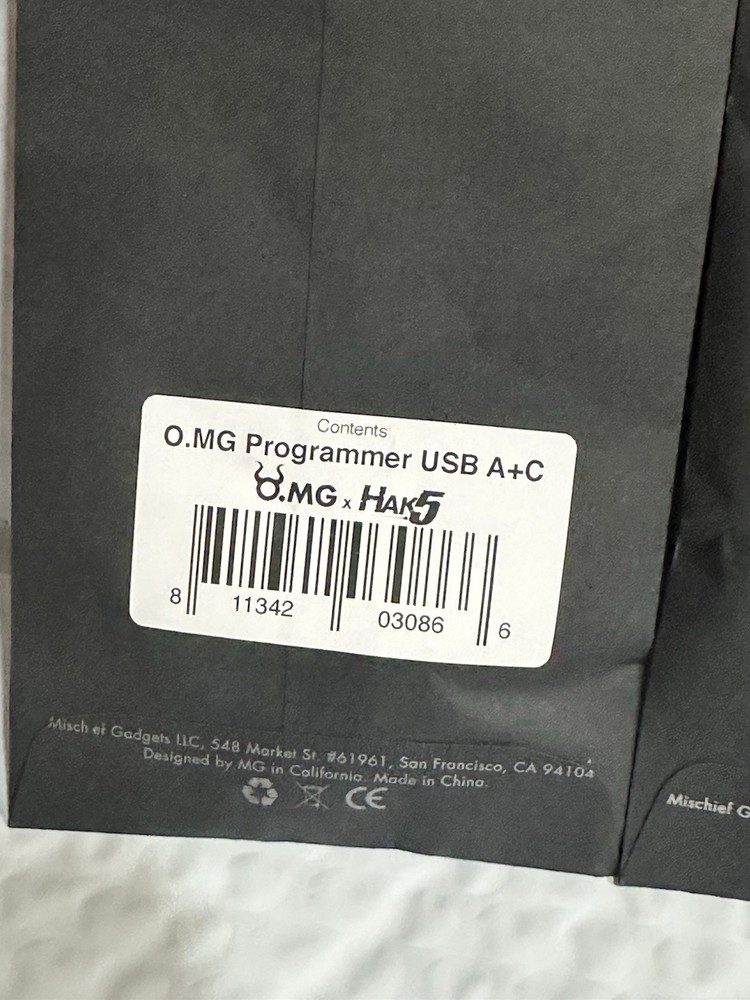 Contents
O.MG Programmer USB A+C
O.MG x HAK5
8 11342 03086 6
Mischief Gadgets LLC, 548 Market St. #61961, San Francisco, CA 94104
Designed by MG in California. Made in China.
CE
Mischief G